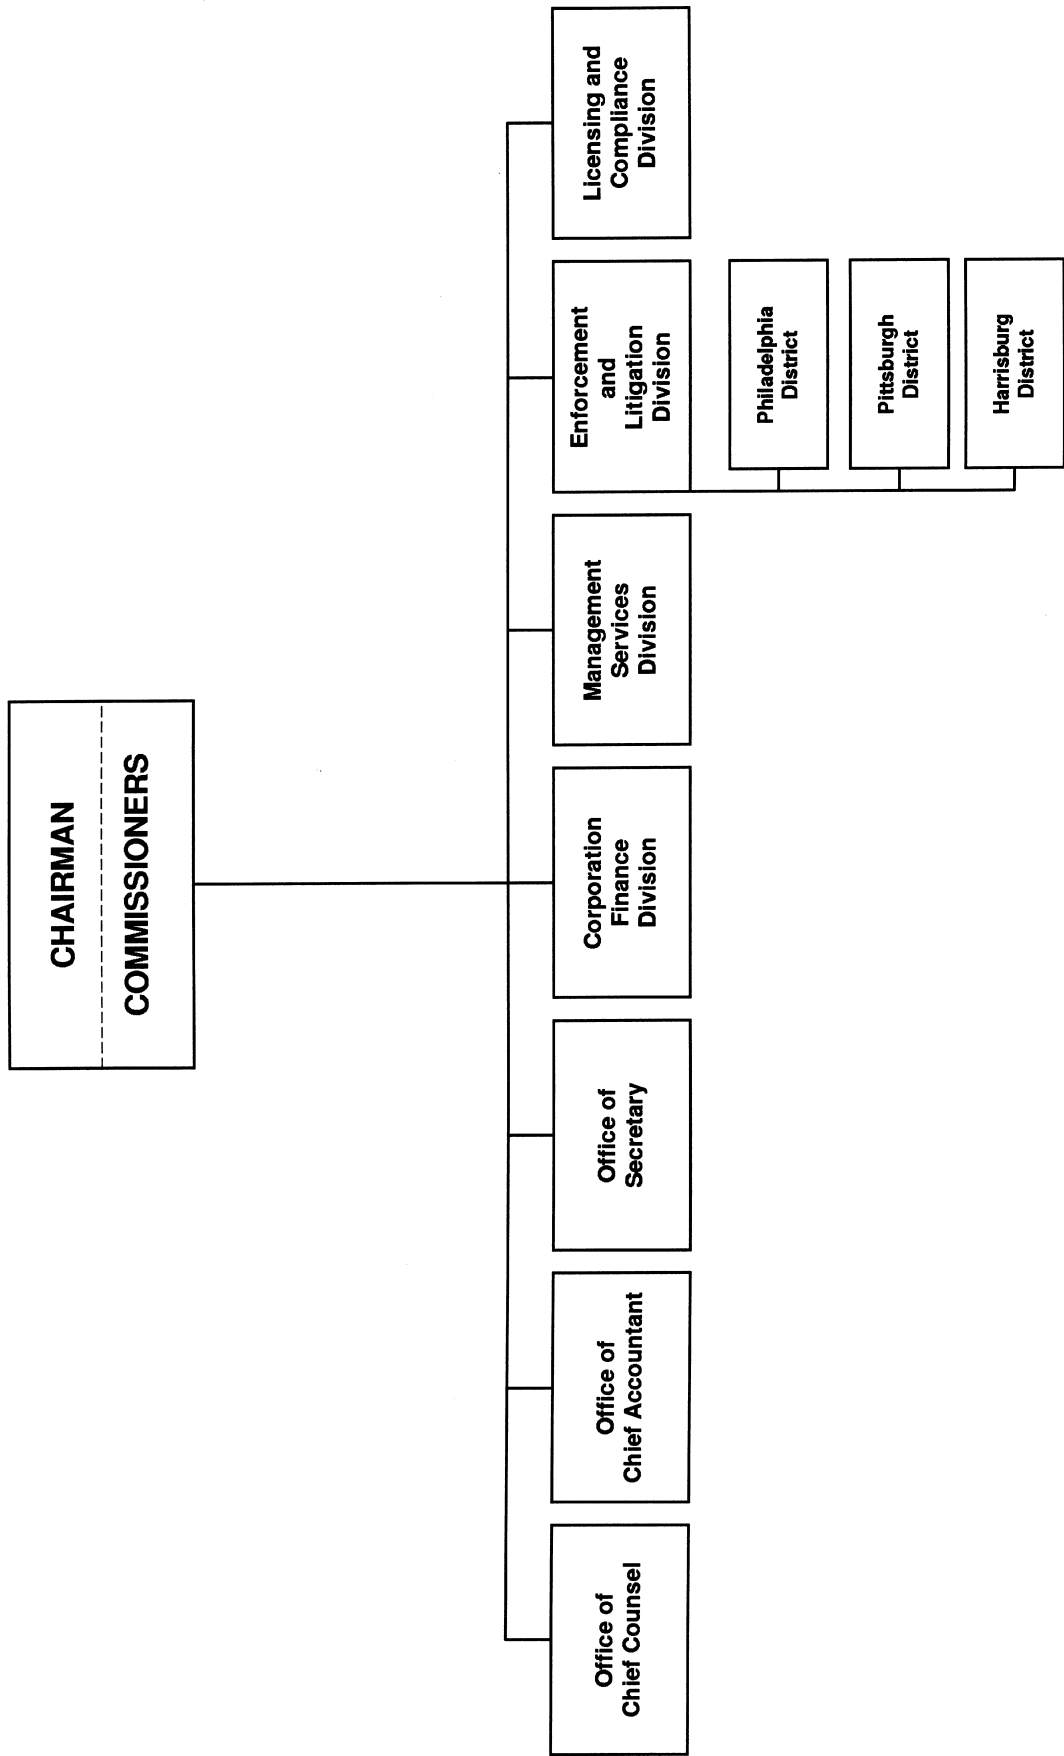 CHAIRMAN
COMMISSIONERS
Office of
Chief Counsel
Office of
Chief Accountant
Office of
Secretary
Corporation
Finance
Division
Management
Services
Division
Enforcement
and
Litigation
Division
Licensing and
Compliance
Division
Philadelphia
District
Pittsburgh
District
Harrisburg
District